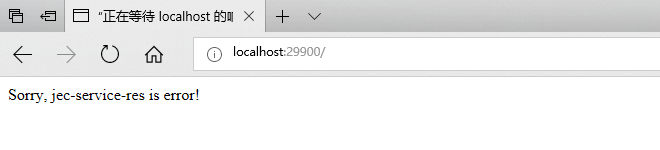 “正在等待 localhost 的
localhost:29900/
Sorry, jec-service-res is error!